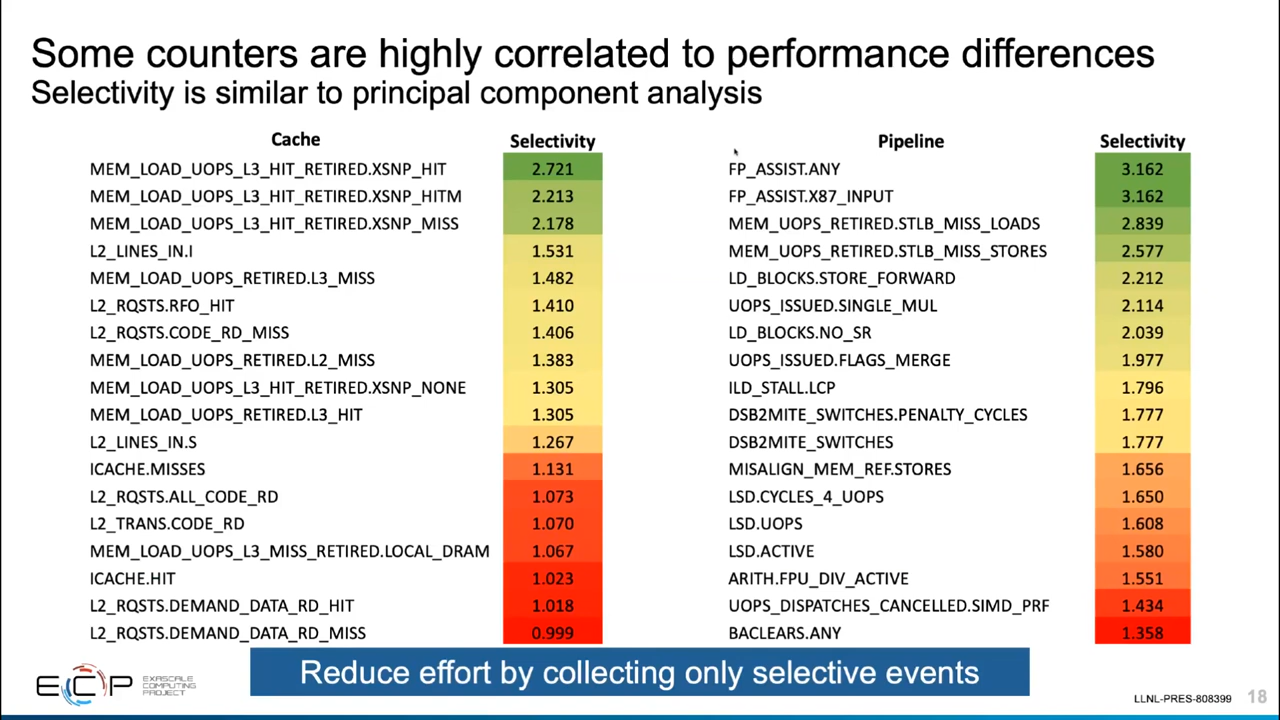 Some counters are highly correlated to performance differences
Selectivity is similar to principal component analysis
Cache Selectivity
MEM_LOAD_UOPS_L3_HIT_RETIRED.XSNP_HIT 2.721
MEM_LOAD_UOPS_L3_HIT_RETIRED.XSNP_HITM 2.213
MEM_LOAD_UOPS_L3_HIT_RETIRED.XSNP_MISS 2.178
L2_LINES_IN.I 1.531
MEM_LOAD_UOPS_RETIRED.L3_MISS 1.482
L2_RQSTS.RFO_HIT 1.410
L2_RQSTS.CODE_RD_MISS 1.406
MEM_LOAD_UOPS_RETIRED.L2_MISS 1.383
MEM_LOAD_UOPS_L3_HIT_RETIRED.XSNP_NONE 1.305
MEM_LOAD_UOPS_RETIRED.L3_HIT 1.305
L2_LINES_IN.S 1.267
ICACHE.MISSES 1.131
L2_RQSTS.ALL_CODE_RD 1.073
L2_TRANS.CODE_RD 1.070
MEM_LOAD_UOPS_L3_MISS_RETIRED.LOCAL_DRAM 1.067
ICACHE.HIT 1.023
L2_RQSTS.DEMAND_DATA_RD_HIT 1.018
L2_RQSTS.DEMAND_DATA_RD_MISS 0.999
Pipeline Selectivity
FP_ASSIST.ANY 3.162
FP_ASSIST.X87_INPUT 3.162
MEM_UOPS_RETIRED.STLB_MISS_LOADS 2.839
MEM_UOPS_RETIRED.STLB_MISS_STORES 2.577
LD_BLOCKS.STORE_FORWARD 2.212
UOPS_ISSUED.SINGLE_MUL 2.114
LD_BLOCKS.NO_SR 2.039
UOPS_ISSUED.FLAGS_MERGE 1.977
ILD_STALL.LCP 1.796
DSB2MITE_SWITCHES.PENALTY_CYCLES 1.777
DSB2MITE_SWITCHES 1.777
MISALIGN_MEM_REF.STORES 1.656
LSD.CYCLES_4_UOPS 1.650
LSD.UOPS 1.608
LSD.ACTIVE 1.580
ARITH.FPU_DIV_ACTIVE 1.551
UOPS_DISPATCHES_CANCELLED.SIMD_PRF 1.434
BACLEARS.ANY 1.358
Reduce effort by collecting only selective events
ECP
EXASCALE
COMPUTING
PROJECT
LLNL-PRES-808399 18